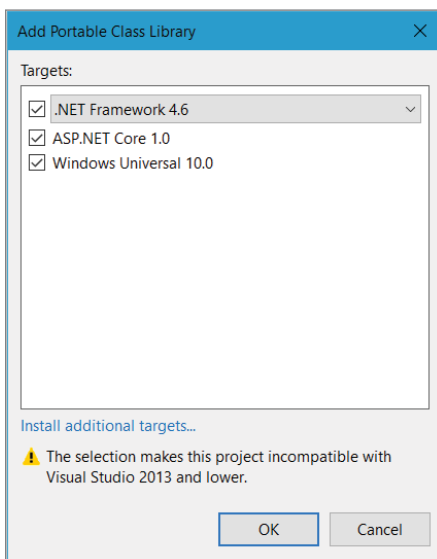 Add Portable Class Library
Targets:
.NET Framework 4.6
ASP.NET Core 1.0
Windows Universal 10.0
Install additional targets...
The selection makes this project incompatible with
Visual Studio 2013 and lower.
OK Cancel